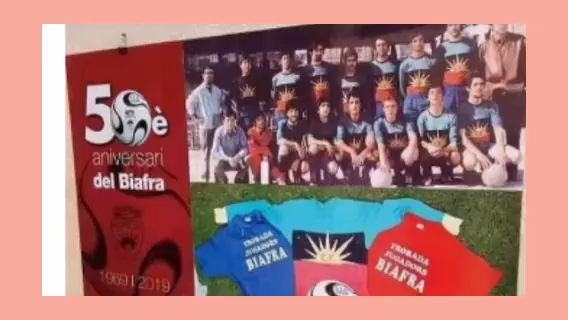 50è
aniversari
del Biafra
1969 | 2019
TROBADA
JUGADORS
BIAFRA
TROBADA
JUGADORS
BIAFRA